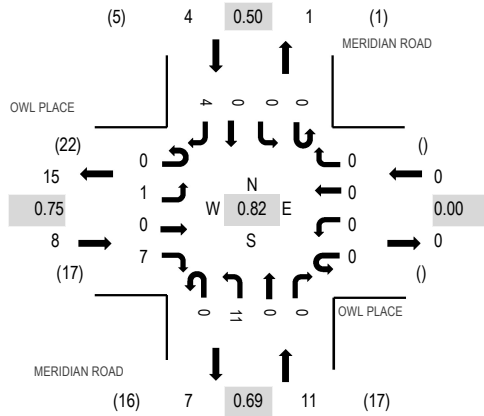 (5) 4 0.50 1 (1)
MERIDIAN ROAD
4 0 0 0
OWL PLACE
(22) 0 0 ()
15 0
1 N 0
0.75 W 0.82 E 0.00
0 0
8 S 0
7 0
(17) ()
0 11 0 0
OWL PLACE
MERIDIAN ROAD
(16) 7 0.69 11 (17)